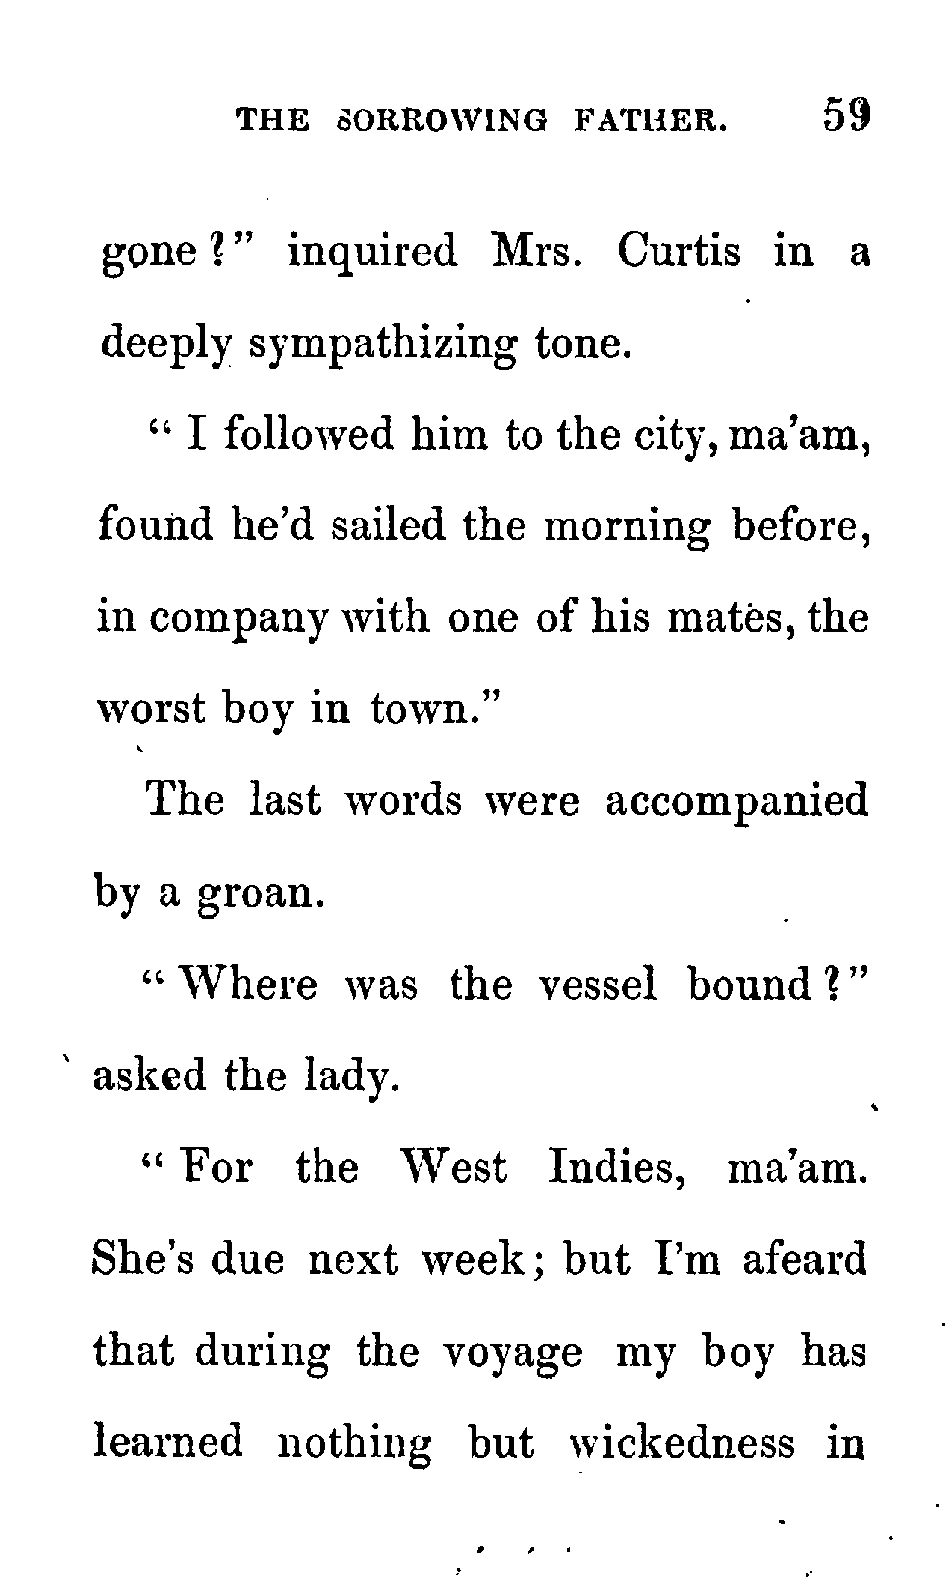 THE SORROWING FATHER. 59
gone?" inquired Mrs. Curtis in a
deeply sympathizing tone.
"I followed him to the city, ma'am,
found he'd sailed the morning before,
in company with one of his mates, the
worst boy in town."
The last words were accompanied
by a groan.
"Where was the vessel bound?"
asked the lady.
"For the West Indies, ma'am.
She's due next week; but I'm afeard
that during the voyage my boy has
learned nothing but wickedness in